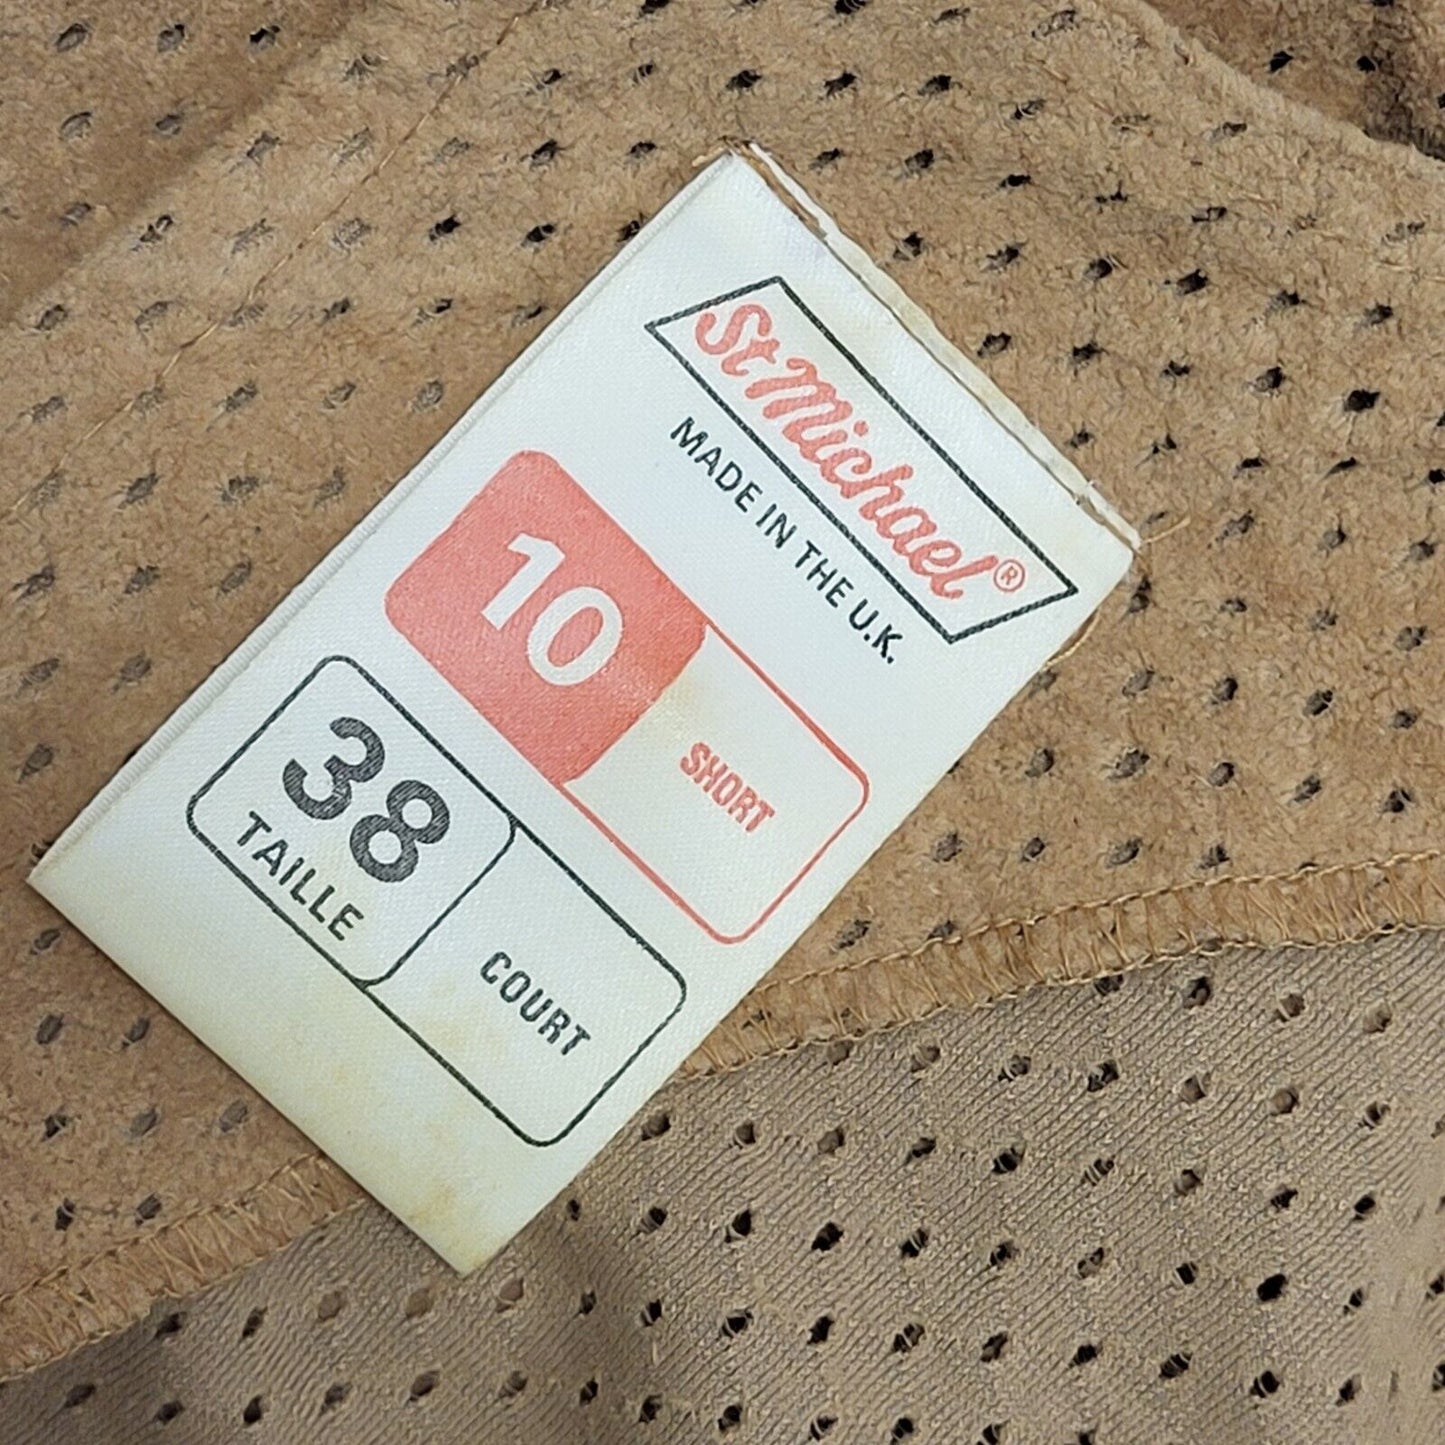 St Michael®
MADE IN THE U.K.
10 SHORT
38 COURT
TAILLE